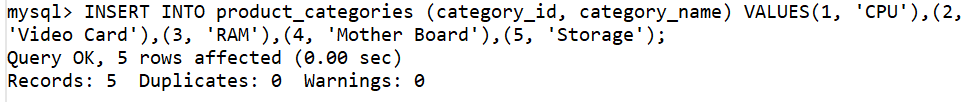 mysql> INSERT INTO product_categories (category_id, category_name) VALUES(1, 'CPU'),(2,
'Video Card'),(3, 'RAM'),(4, 'Mother Board'),(5, 'Storage');
Query OK, 5 rows affected (0.00 sec)
Records: 5  Duplicates: 0  Warnings: 0